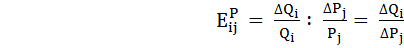 E^P_ij = ΔQ_i/Q_i : ΔP_j/P_j = ΔQ_i/ΔP_j